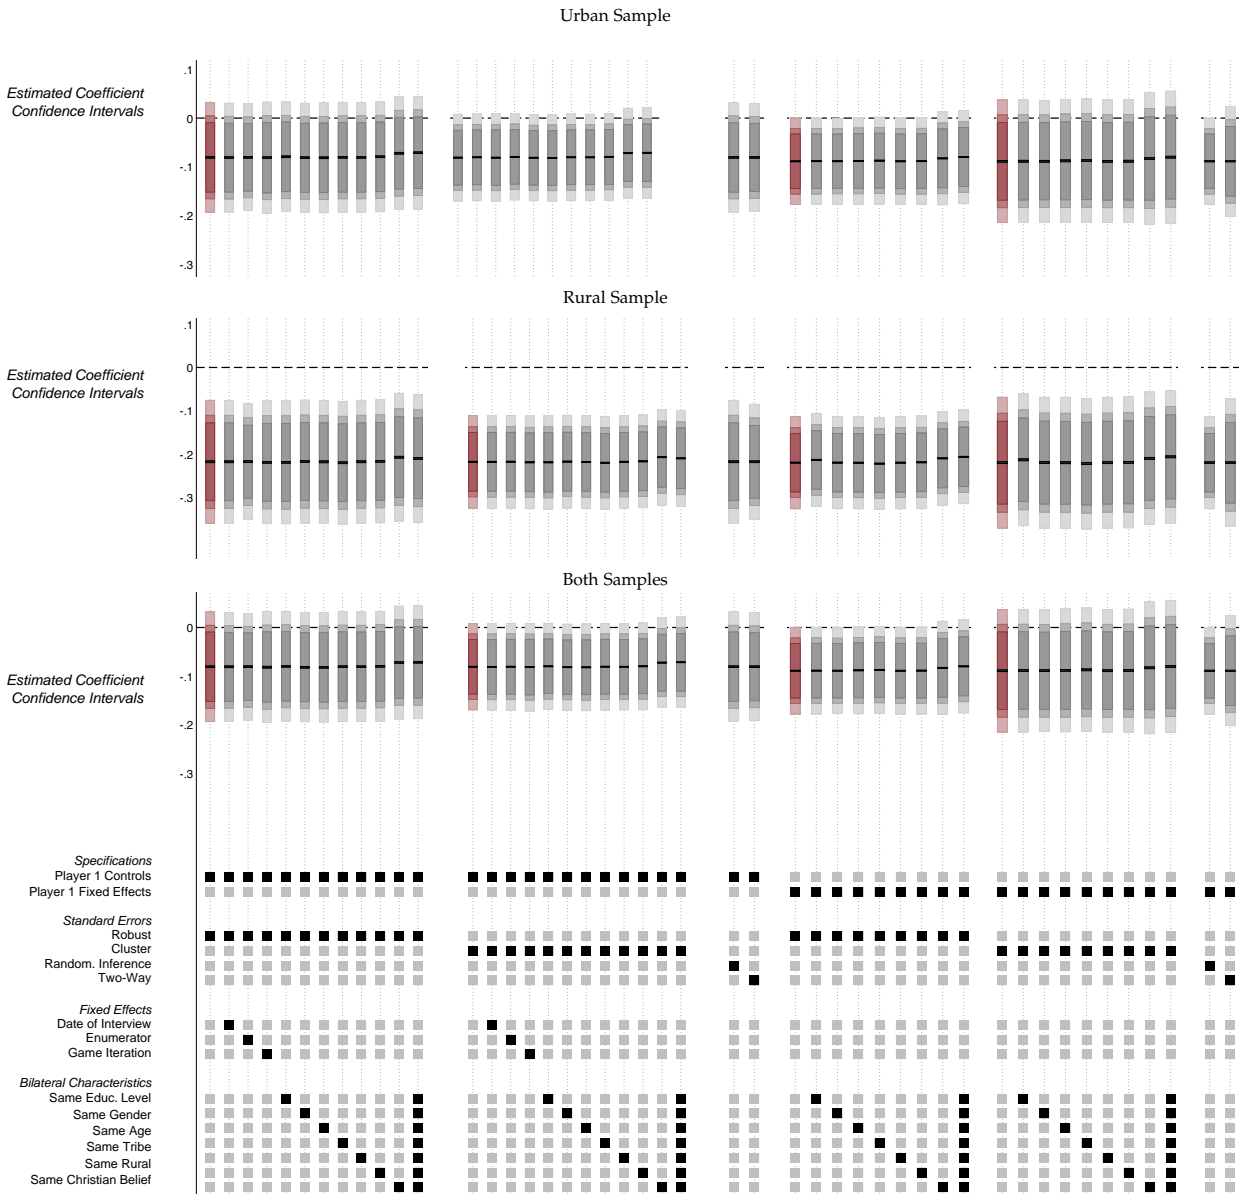 Urban Sample
Estimated Coefficient
Confidence Intervals
.1
0
-.1
-.2
-.3
Rural Sample
Estimated Coefficient
Confidence Intervals
.1
0
-.1
-.2
-.3
Both Samples
Estimated Coefficient
Confidence Intervals
0
-.1
-.2
-.3
Specifications
Player 1 Controls
Player 1 Fixed Effects
Standard Errors
Robust
Cluster
Random. Inference
Two-Way
Fixed Effects
Date of Interview
Enumerator
Game Iteration
Bilateral Characteristics
Same Educ. Level
Same Gender
Same Age
Same Tribe
Same Rural
Same Christian Belief